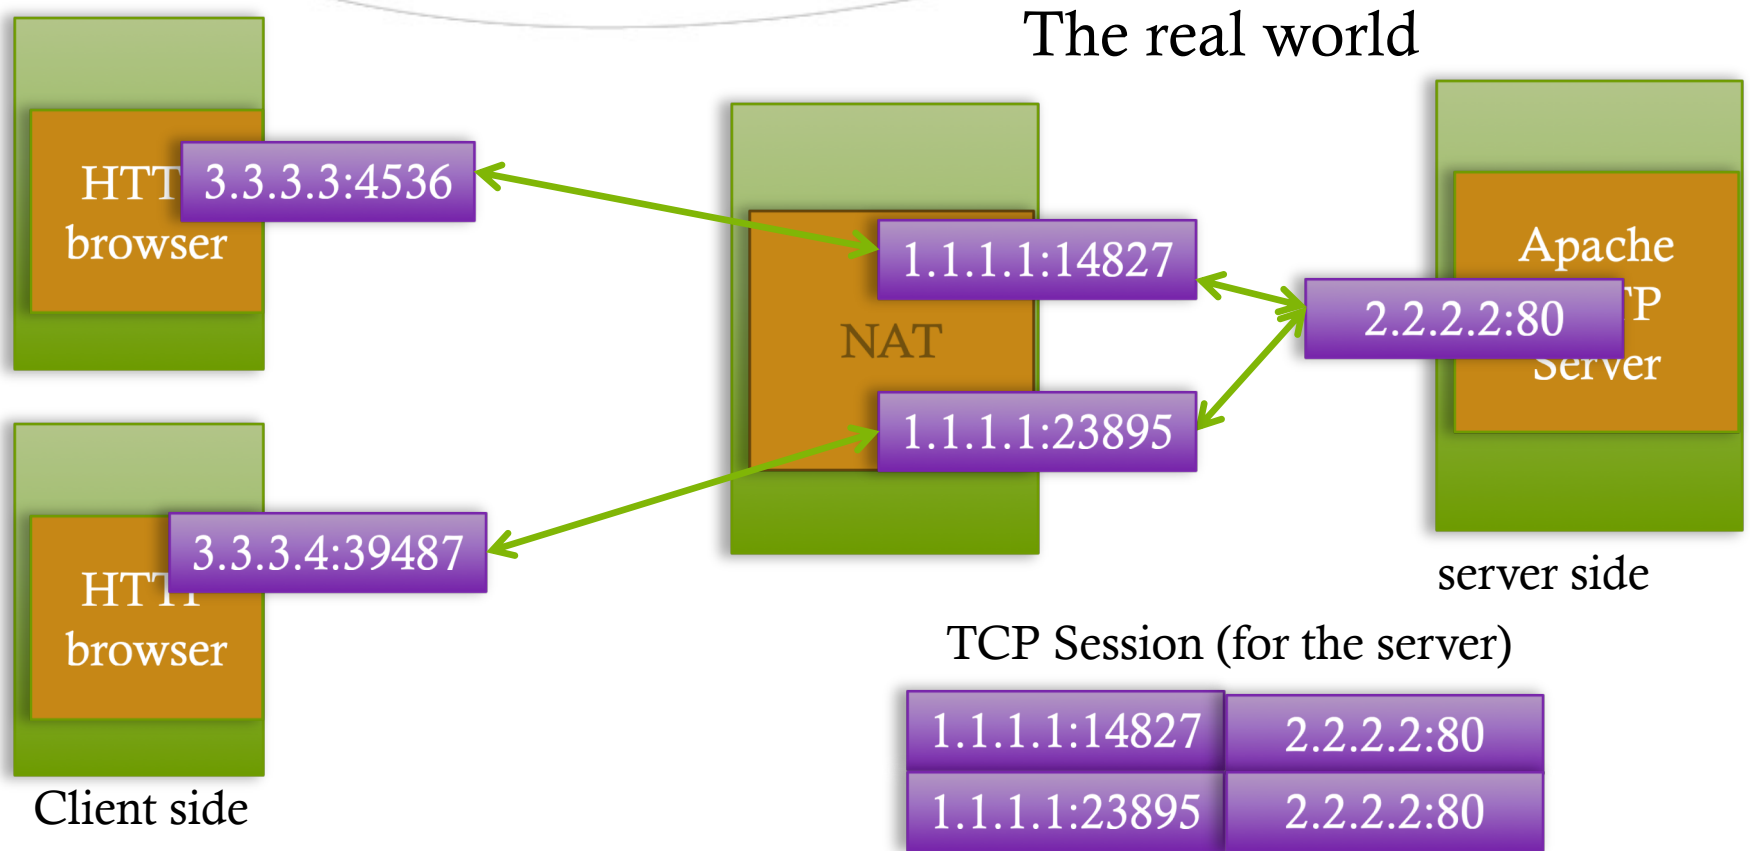 The real world
HTT
browser
3.3.3.3:4536
1.1.1.1:14827
NAT
1.1.1.1:23895
Apache
TP
Server
2.2.2.2:80
server side
HTTP
browser
3.3.3.4:39487
Client side
TCP Session (for the server)
1.1.1.1:14827 2.2.2.2:80
1.1.1.1:23895 2.2.2.2:80